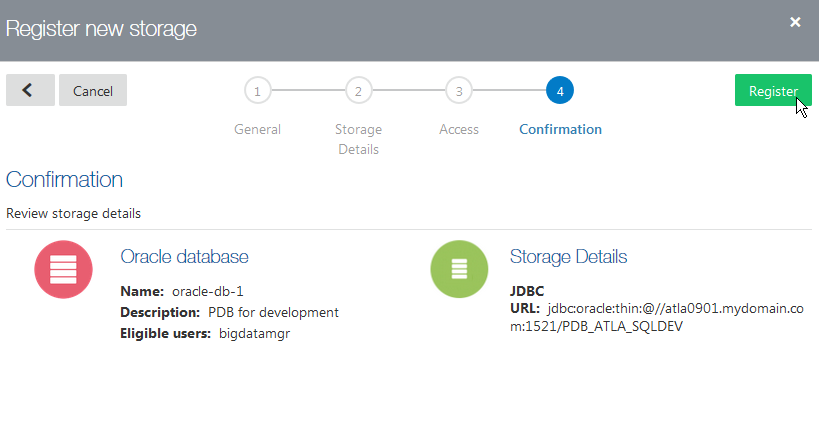 Register new storage
×
Cancel
1
2
3
4
Register
General
Storage
Details
Access
Confirmation
Confirmation
Review storage details
Oracle database
Name: oracle-db-1
Description: PDB for development
Eligible users: bigdatamgr
Storage Details
JDBC
URL: jdbc:oracle:thin:@//atla0901.mydomain.co
m:1521/PDB_ATLA_SQLDEV